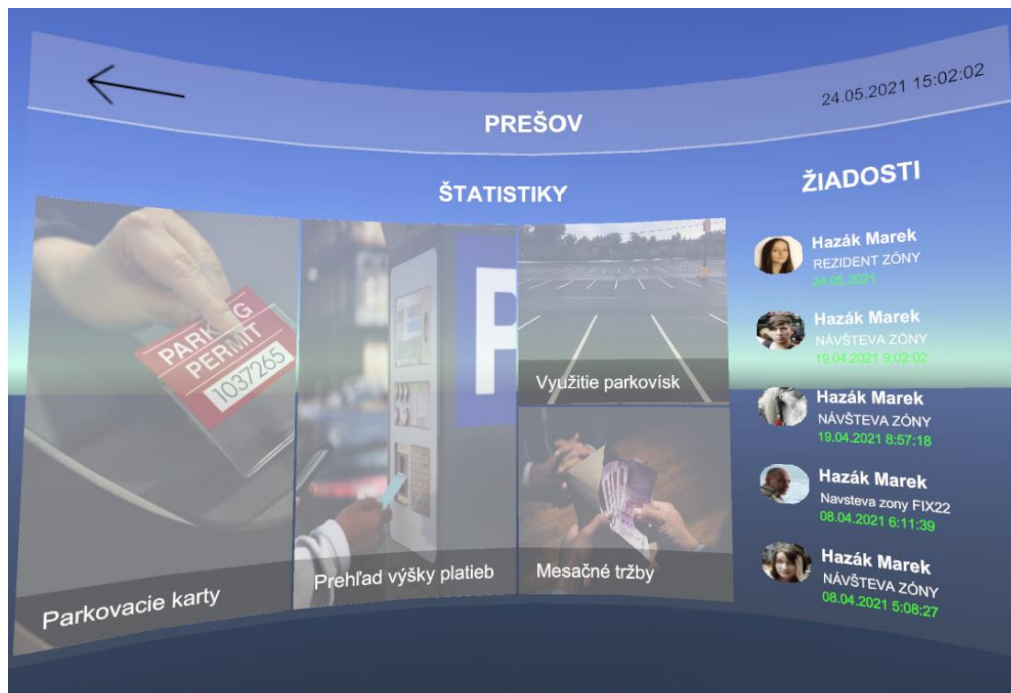 PREŠOV
24.05.2021 15:02:02
ŠTATISTIKY
PARKING
PERMIT
1037265
P
Parkovacie karty
Prehľad výšky platieb
Využitie parkovísk
Mesačné tržby
ŽIADOSTI
Hazák Marek
REZIDENT ZÓNY
24.05.2021
Hazák Marek
NÁVŠTEVA ZÓNY
19.04.2021 9:02:02
Hazák Marek
NÁVŠTEVA ZÓNY
19.04.2021 8:57:18
Hazák Marek
Navsteva zony FIX22
08.04.2021 6:11:39
Hazák Marek
NÁVŠTEVA ZÓNY
08.04.2021 5:08:27